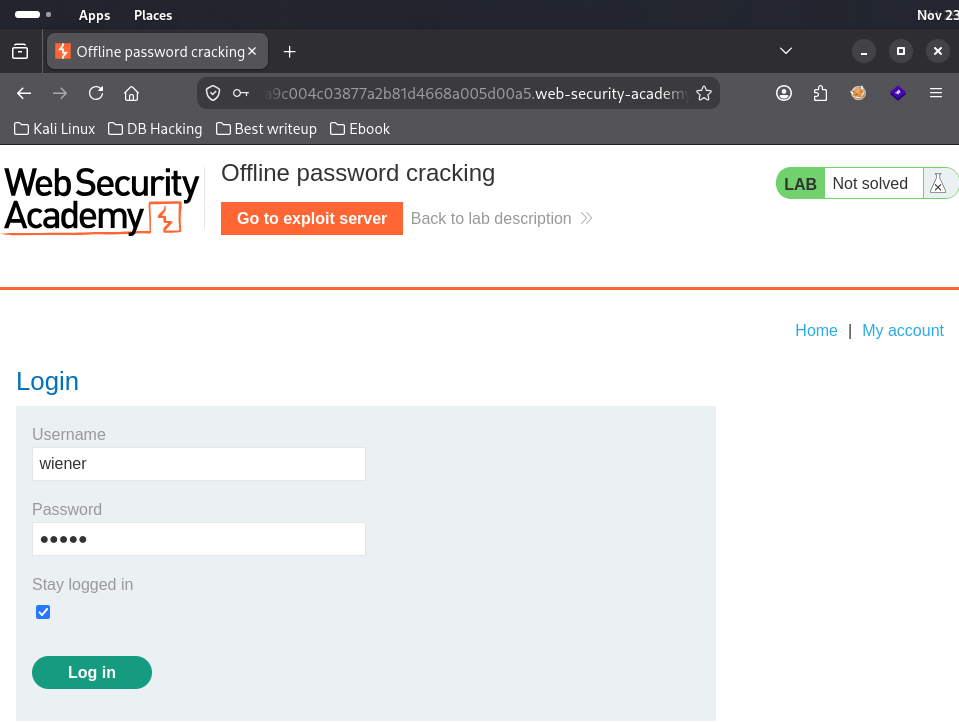 Apps Places Nov 23
Offline password cracking
a9c004c03877a2b81d4668a005d00a5.web-security-academy
Kali Linux DB Hacking Best writeup Ebook
Web Security
Academy
Offline password cracking
LAB Not solved
Go to exploit server Back to lab description
Home | My account
Login
Username
wiener
Password
Stay logged in
Log in